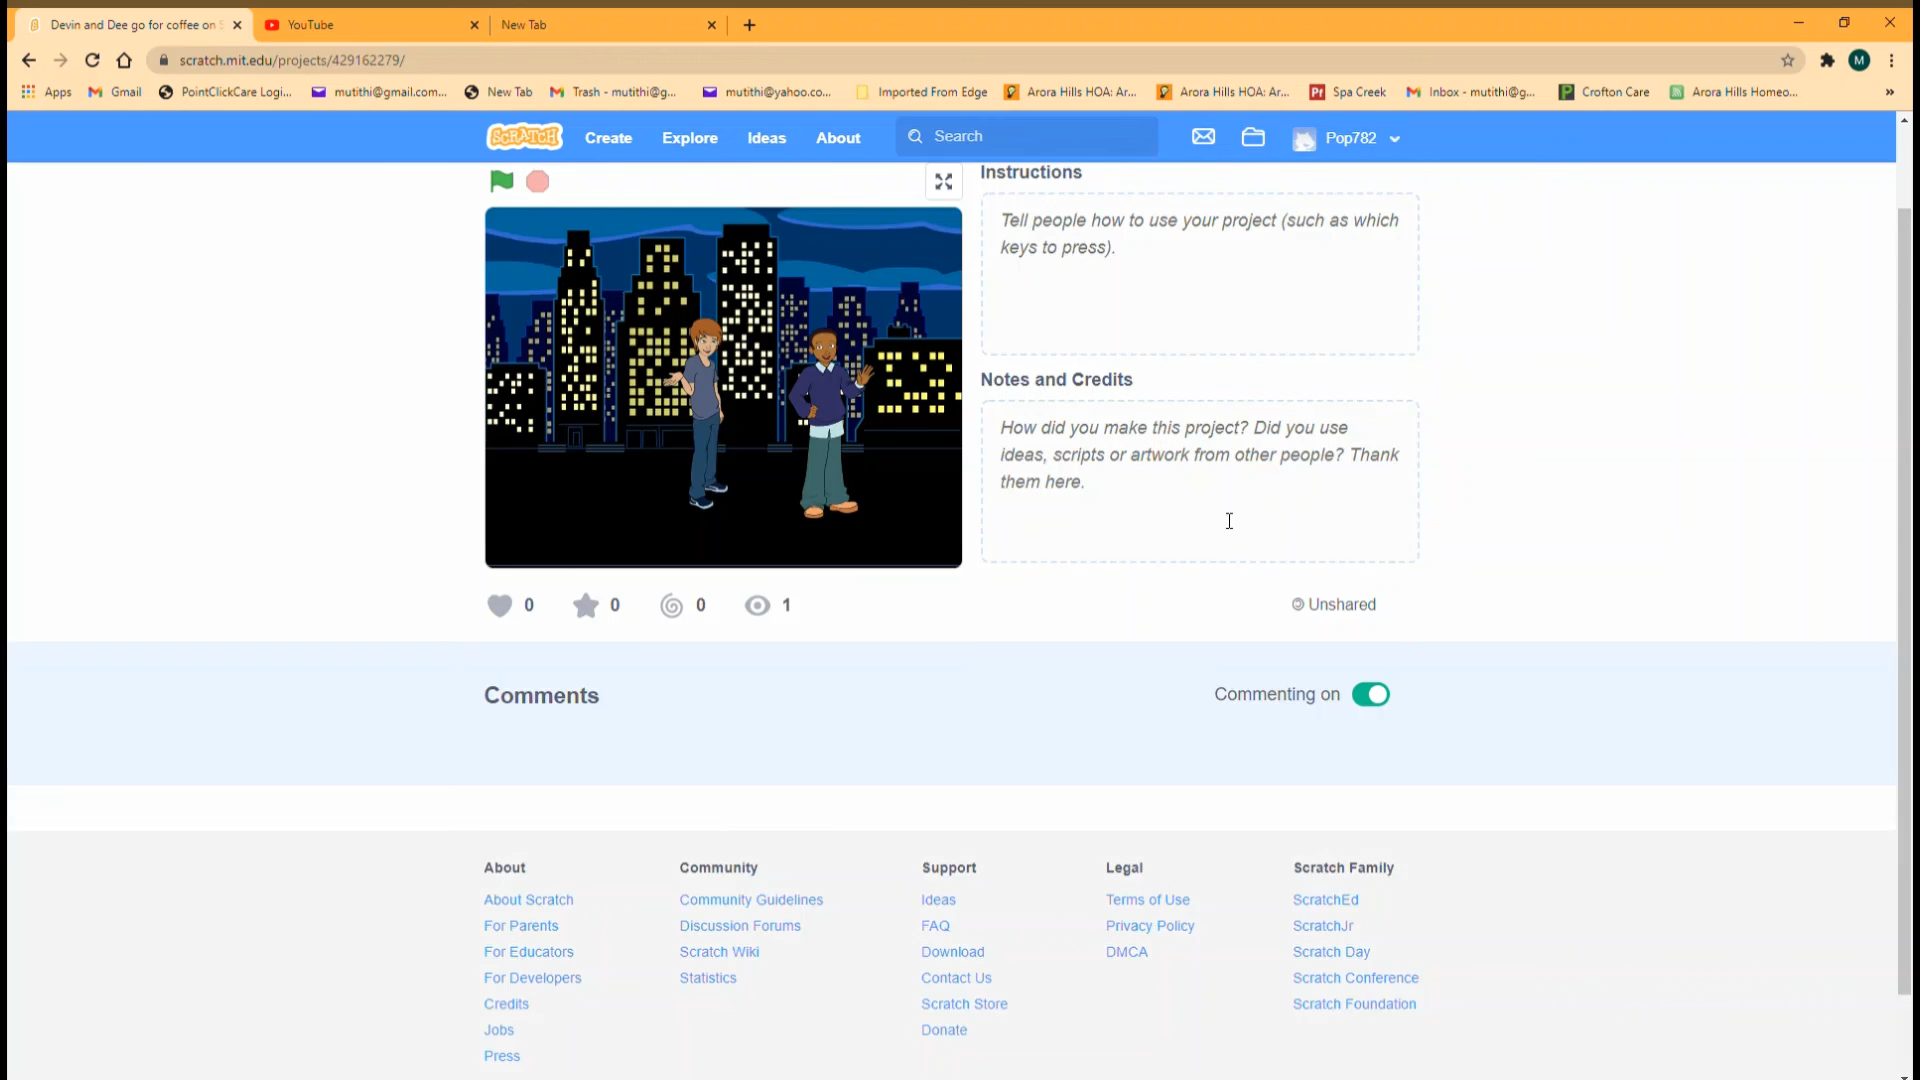 Devin and Dee go for coffee on S
YouTube
New Tab
scratch.mit.edu/projects/429162279/
Apps
Gmail
PointClickCare Logi...
mutithi@gmail.com...
New Tab
Trash - mutithi@g...
mutithi@yahoo.co...
Imported From Edge
Arora Hills HOA: Ar...
Arora Hills HOA: Ar...
Spa Creek
Inbox - mutithi@g...
Crofton Care
Arora Hills Homeo...
»
M
SCRATCH
Create
Explore
Ideas
About
Search
Pop782
Instructions
Tell people how to use your project (such as which
keys to press).
Notes and Credits
How did you make this project? Did you use
ideas, scripts or artwork from other people? Thank
them here.
0
0
0
1
Unshared
Comments
Commenting on
About
About Scratch
For Parents
For Educators
For Developers
Credits
Jobs
Press
Community
Community Guidelines
Discussion Forums
Scratch Wiki
Statistics
Support
Ideas
FAQ
Download
Contact Us
Scratch Store
Donate
Legal
Terms of Use
Privacy Policy
DMCA
Scratch Family
ScratchEd
ScratchJr
Scratch Day
Scratch Conference
Scratch Foundation